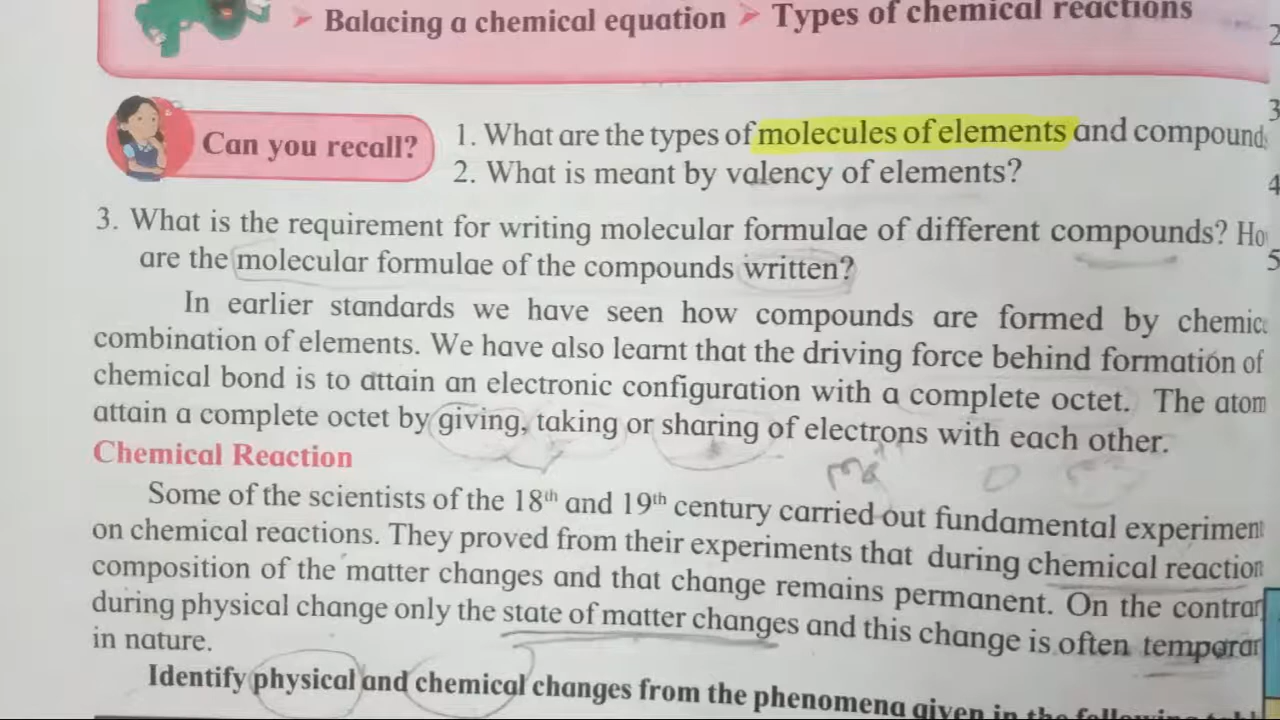 ➤ Balacing a chemical equation ➤ Types of chemical reactions
Can you recall?
1. What are the types of molecules of elements and compound
2. What is meant by valency of elements?
3. What is the requirement for writing molecular formulae of different compounds? Ho
are the molecular formulae of the compounds written?
In earlier standards we have seen how compounds are formed by chemic
combination of elements. We have also learnt that the driving force behind formation of
chemical bond is to attain an electronic configuration with a complete octet. The atom
attain a complete octet by giving, taking or sharing of electrons with each other.
Chemical Reaction
Some of the scientists of the 18th and 19th century carried out fundamental experiment
on chemical reactions. They proved from their experiments that during chemical reaction
composition of the matter changes and that change remains permanent. On the contrar
during physical change only the state of matter changes and this change is often temporar
in nature.
Identify physical and chemical changes from the phenomena given in the following
2
3
4
5